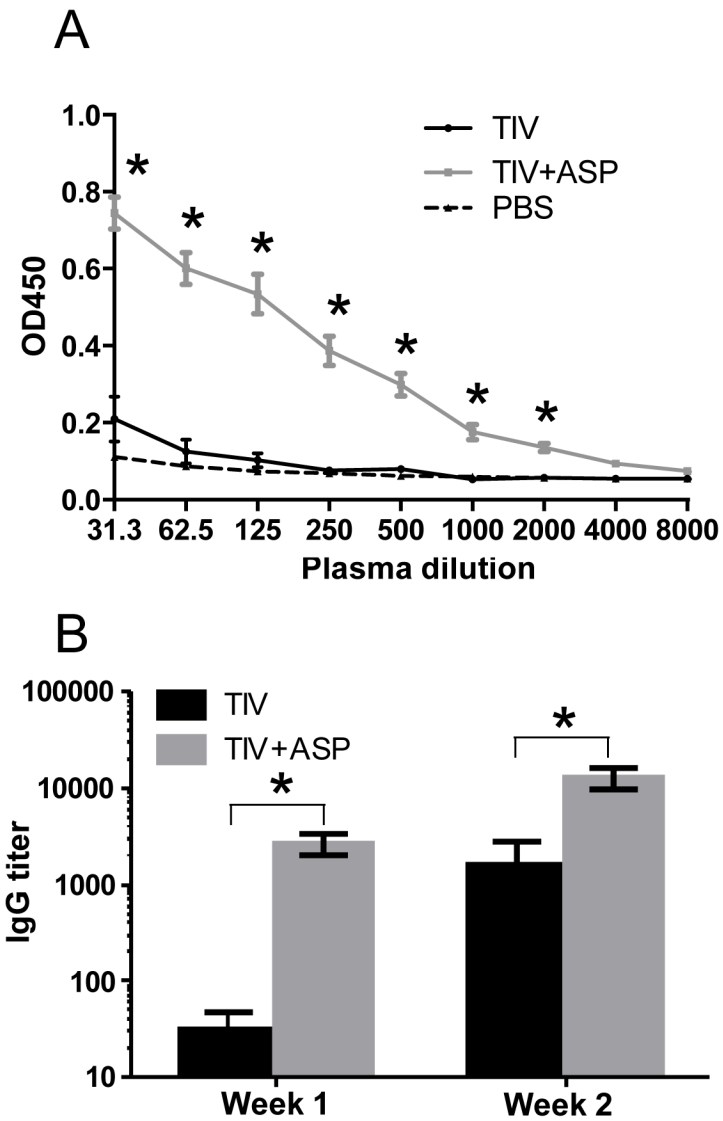 A
1.0
TIV
TIV+ASP
PBS
*
*
*
*
*
*
*
0.8
0.6
0.4
0.2
0.0
OD450
31.3 62.5 125 250 500 1000 2000 4000 8000
Plasma dilution
B
100000
10000
1000
100
10
IgG titer
TIV
TIV+ASP
*
*
Week 1 Week 2